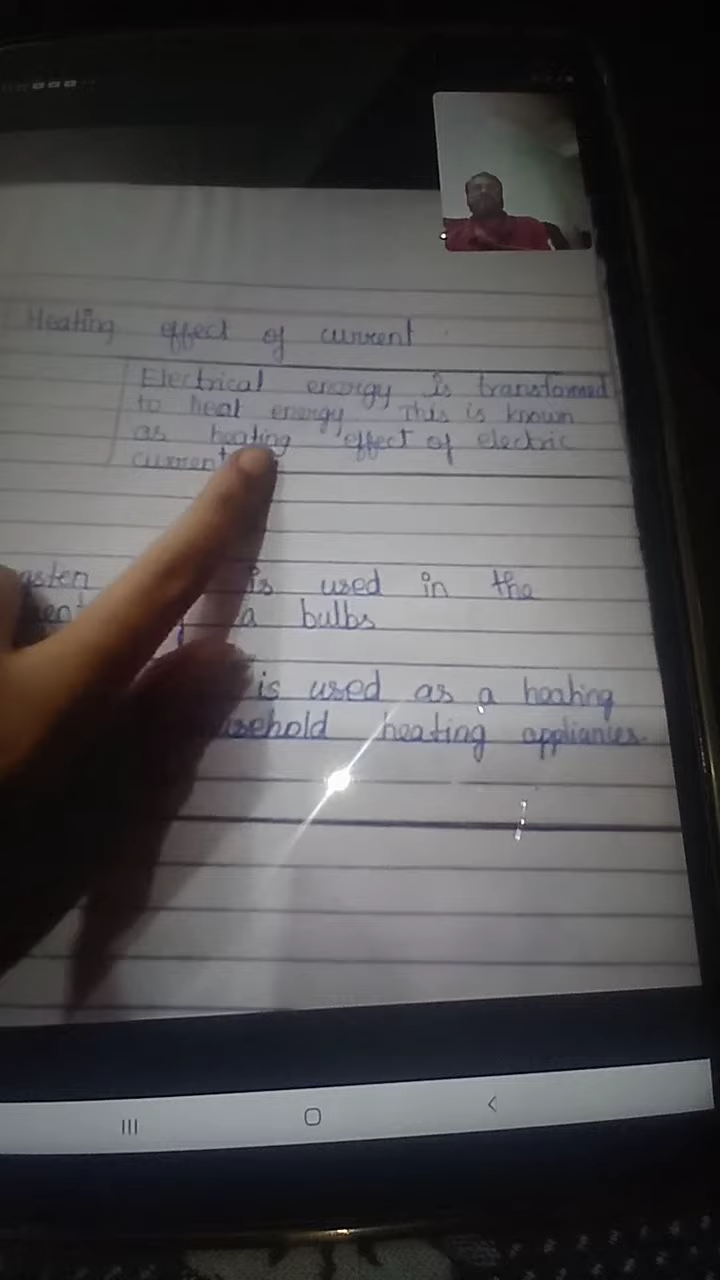 Heating effect of current
Electrical energy is transformed
to heat energy. This is known
as heating effect of electric
current
is used in the
a bulbs
is used as a heating
heating appliances.